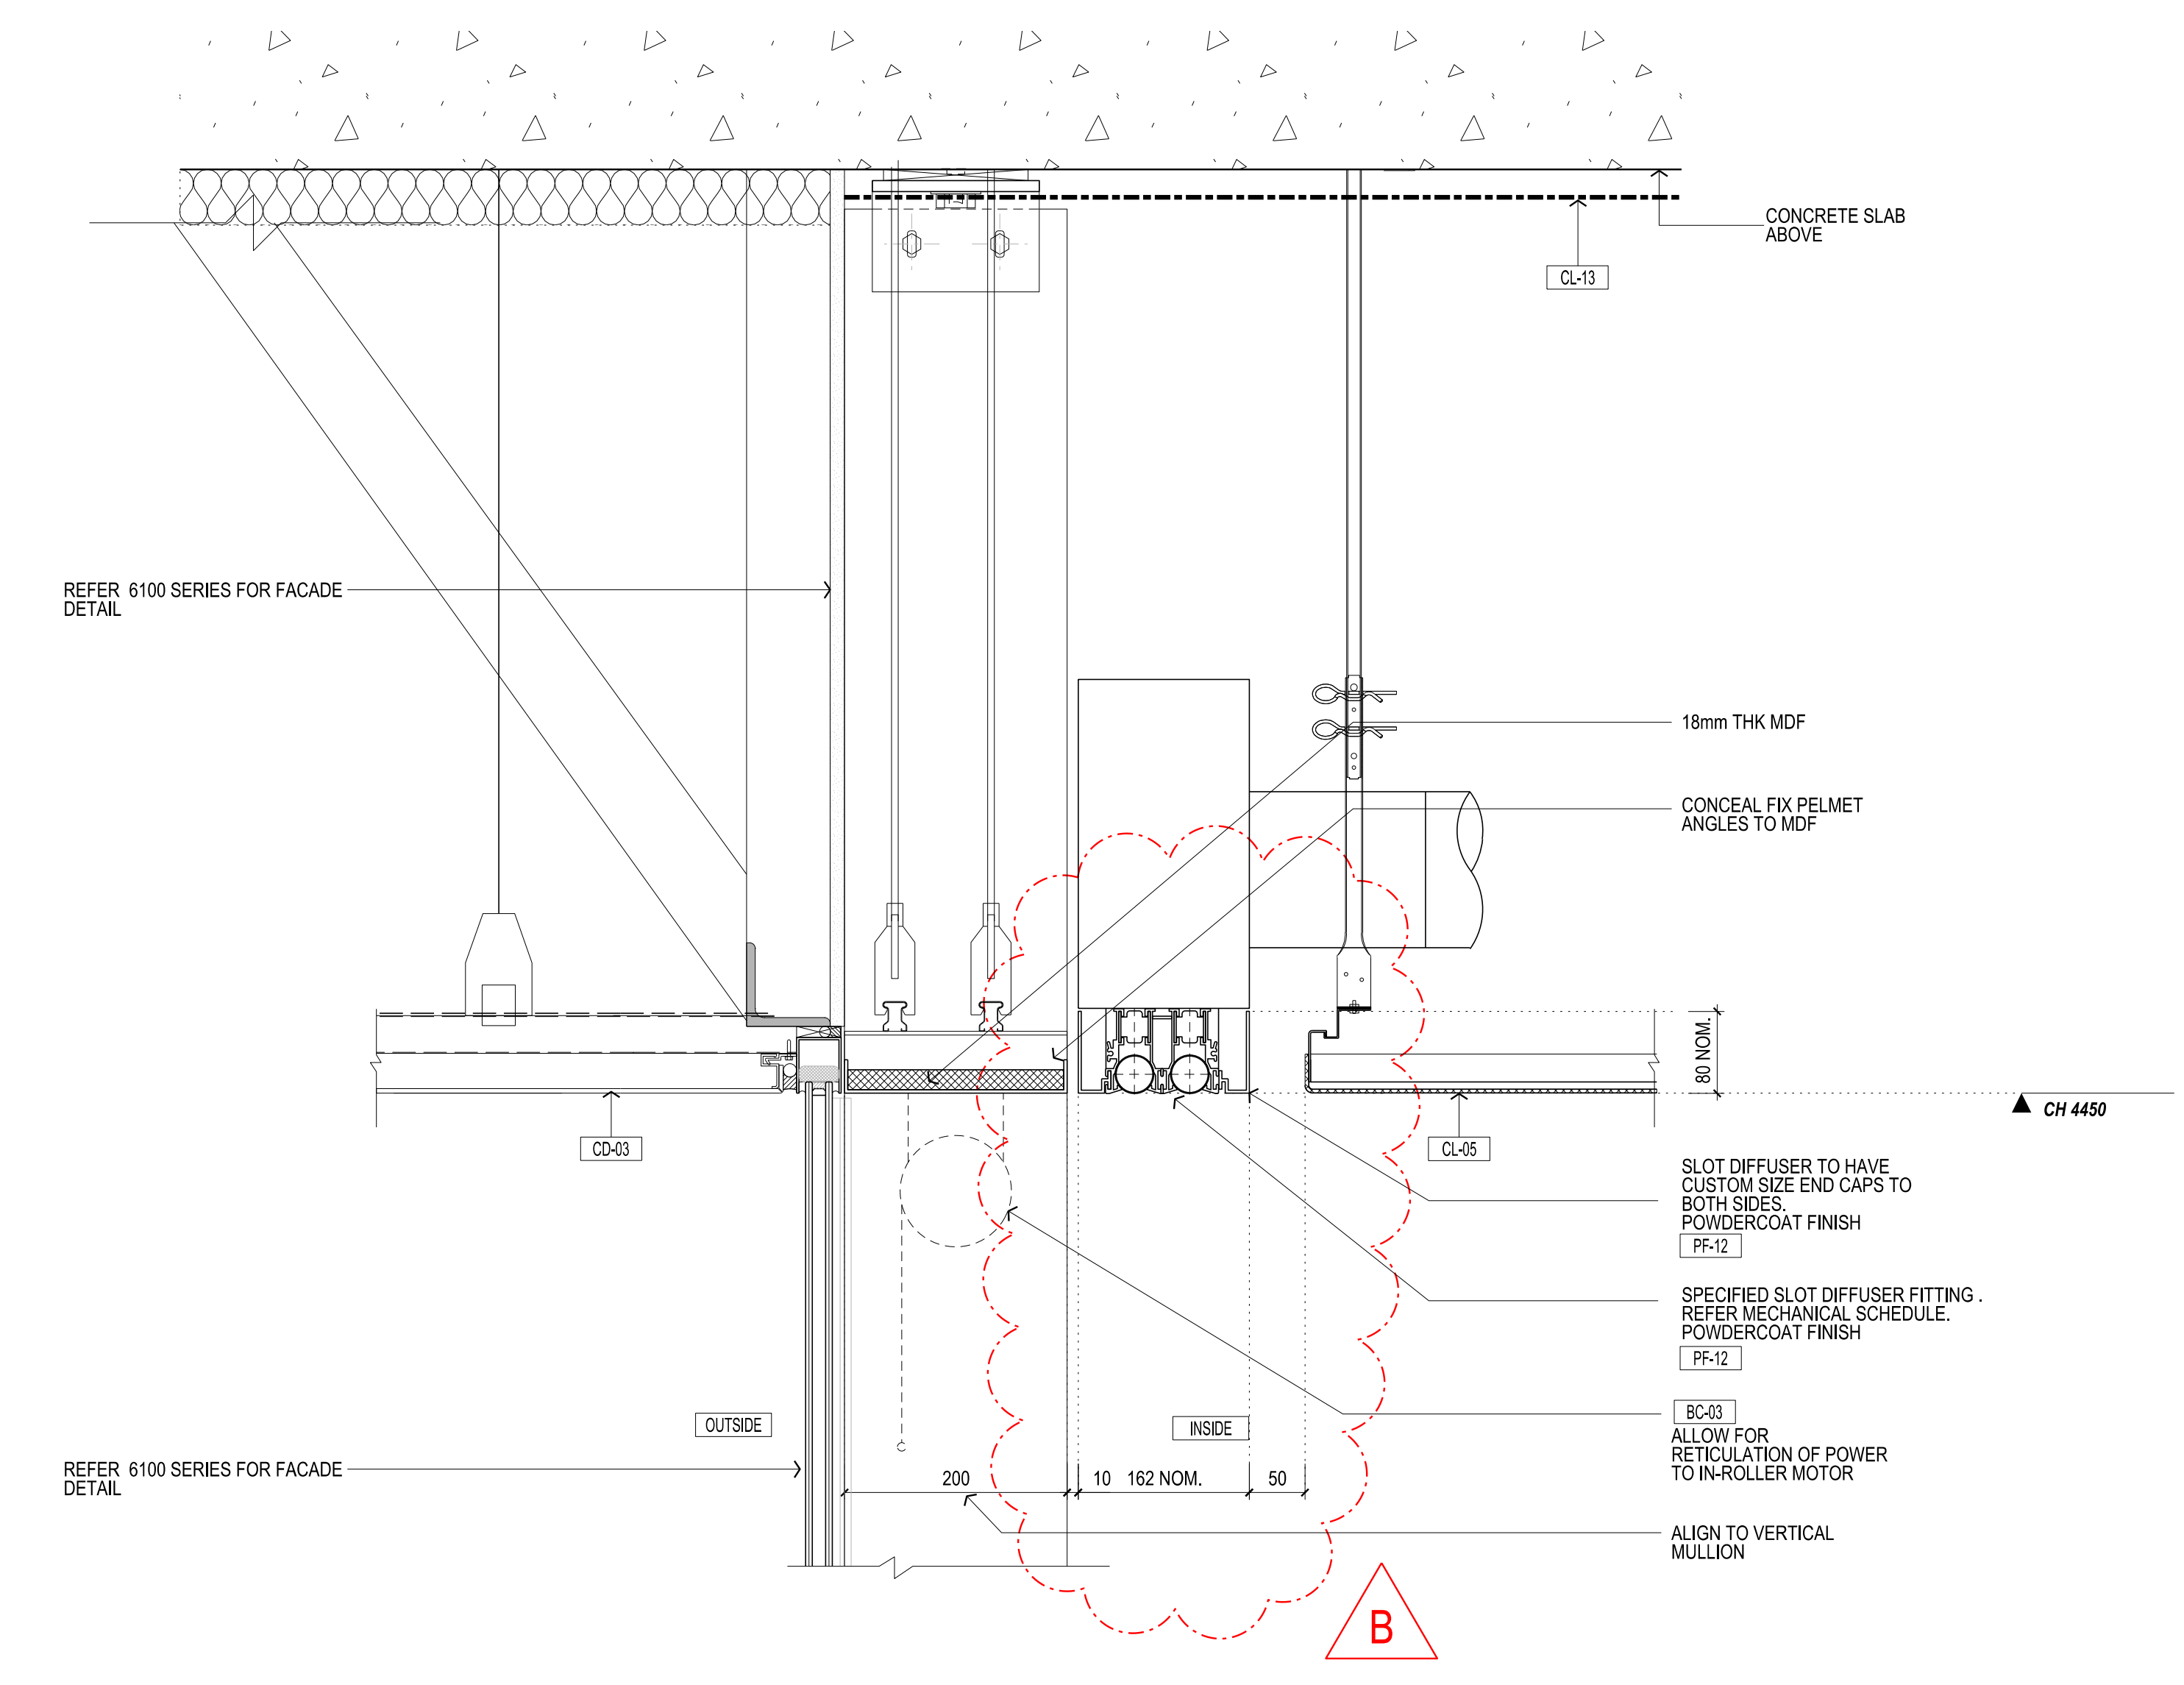 CONCRETE SLAB
ABOVE
CL-13
REFER 6100 SERIES FOR FACADE
DETAIL
18mm THK MDF
CONCEAL FIX PELMET
ANGLES TO MDF
80 NOM.
CH 4450
CD-03
CL-05
SLOT DIFFUSER TO HAVE
CUSTOM SIZE END CAPS TO
BOTH SIDES.
POWDERCOAT FINISH
PF-12
SPECIFIED SLOT DIFFUSER FITTING .
REFER MECHANICAL SCHEDULE.
POWDERCOAT FINISH
PF-12
BC-03
ALLOW FOR
RETICULATION OF POWER
TO IN-ROLLER MOTOR
OUTSIDE
INSIDE
REFER 6100 SERIES FOR FACADE
DETAIL
200
10
162 NOM.
50
ALIGN TO VERTICAL
MULLION
B